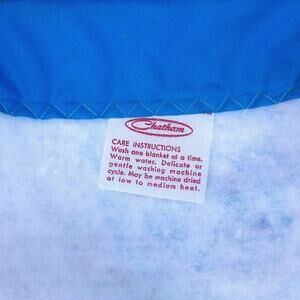 Chatham
CARE INSTRUCTIONS
Wash one blanket at a time.
Warm water. Delicate or
gentle washing machine
cycle. May be machine dried
at low to medium heat.